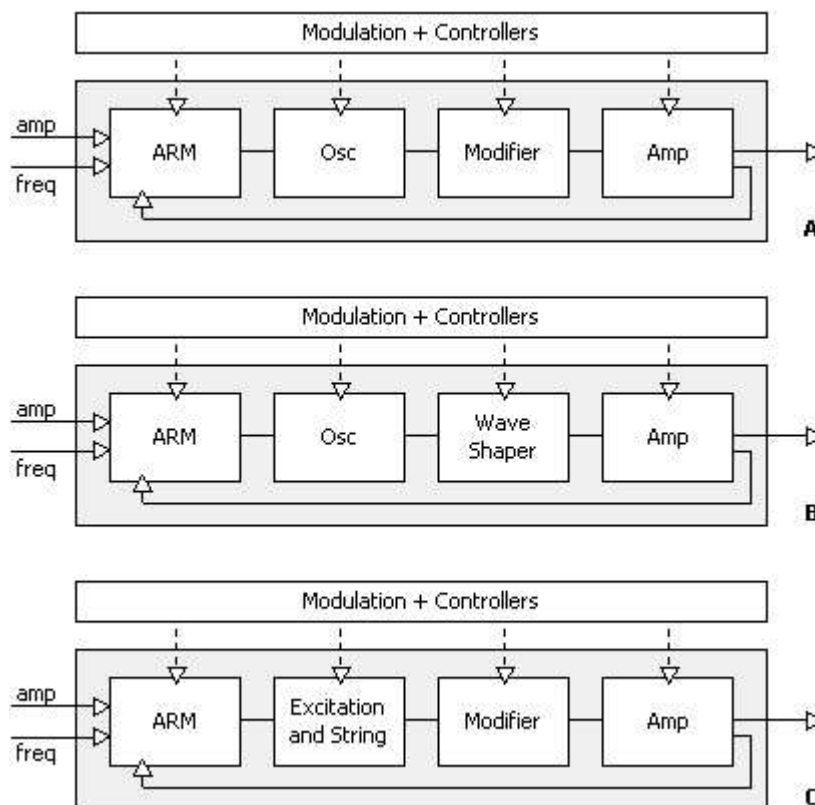 Modulation + Controllers
amp
freq
ARM
Osc
Modifier
Amp
A
Modulation + Controllers
amp
freq
ARM
Osc
Wave
Shaper
Amp
B
Modulation + Controllers
amp
freq
ARM
Excitation
and String
Modifier
Amp
C